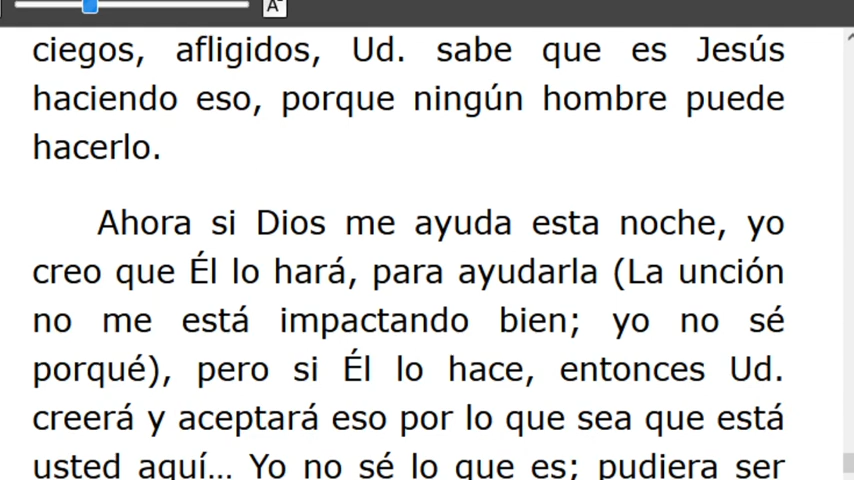 A
ciegos, afligidos, Ud. sabe que es Jesús
haciendo eso, porque ningún hombre puede
hacerlo.
Ahora si Dios me ayuda esta noche, yo
creo que Él lo hará, para ayudarla (La unción
no me está impactando bien; yo no sé
porqué), pero si Él lo hace, entonces Ud.
creerá y aceptará eso por lo que sea que está
usted aquí... Yo no sé lo que es; pudiera ser